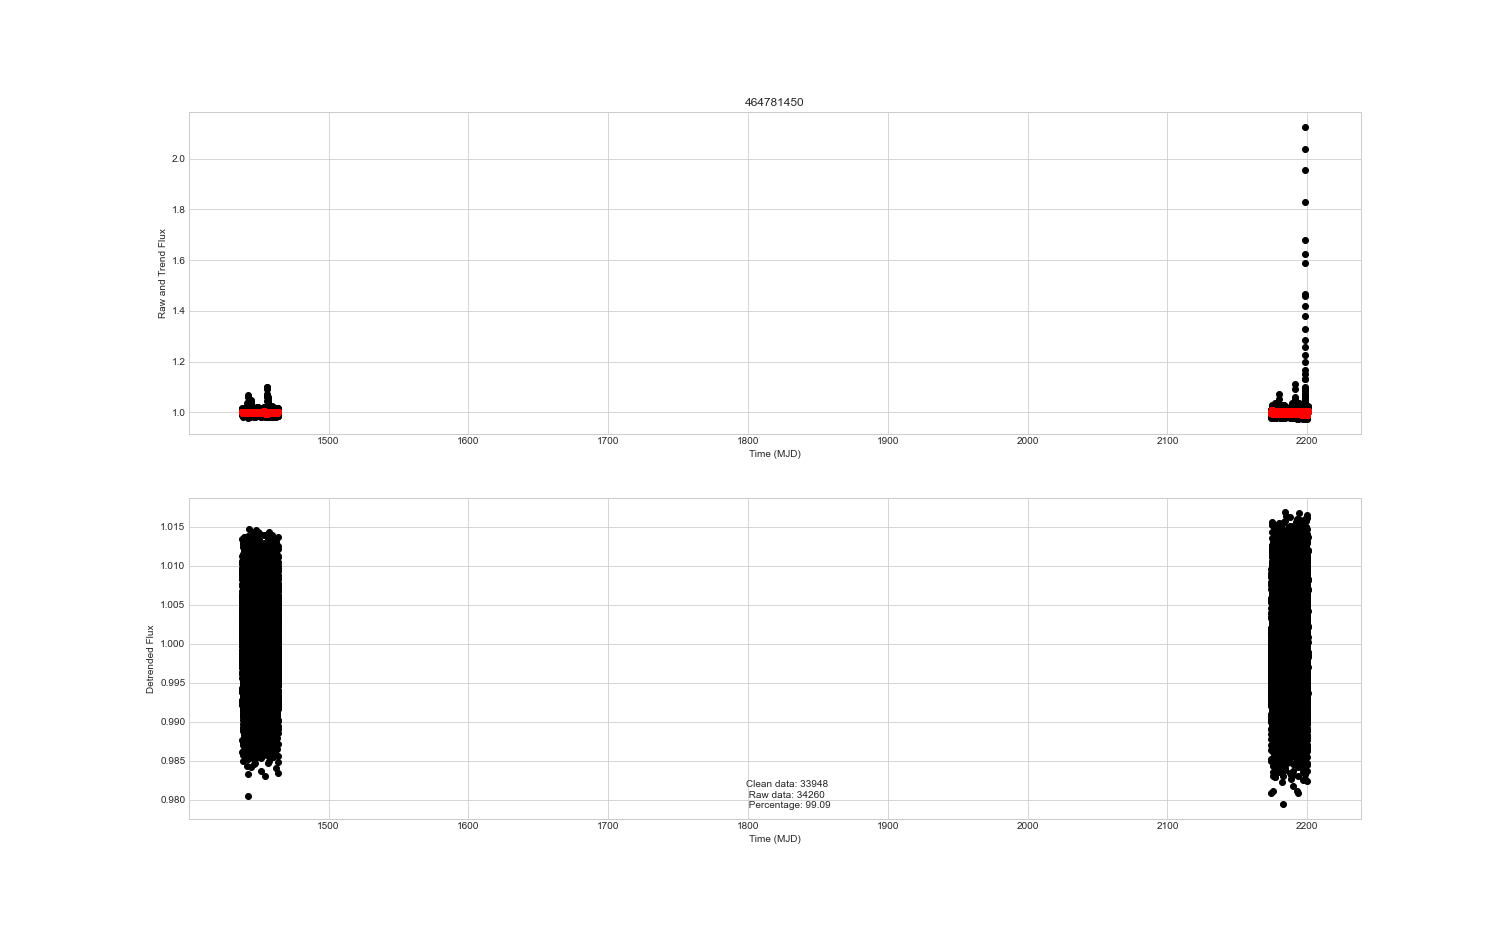 464781450
Raw and Trend Flux
2.0
1.8
1.6
1.4
1.2
1.0
1500 1600 1700 1800 1900 2000 2100 2200
Time (MJD)
Detrended Flux
1.015
1.010
1.005
1.000
0.995
0.990
0.985
0.980
Clean data: 33948
Raw data: 34260
Percentage: 99.09
1500 1600 1700 1800 1900 2000 2100 2200
Time (MJD)